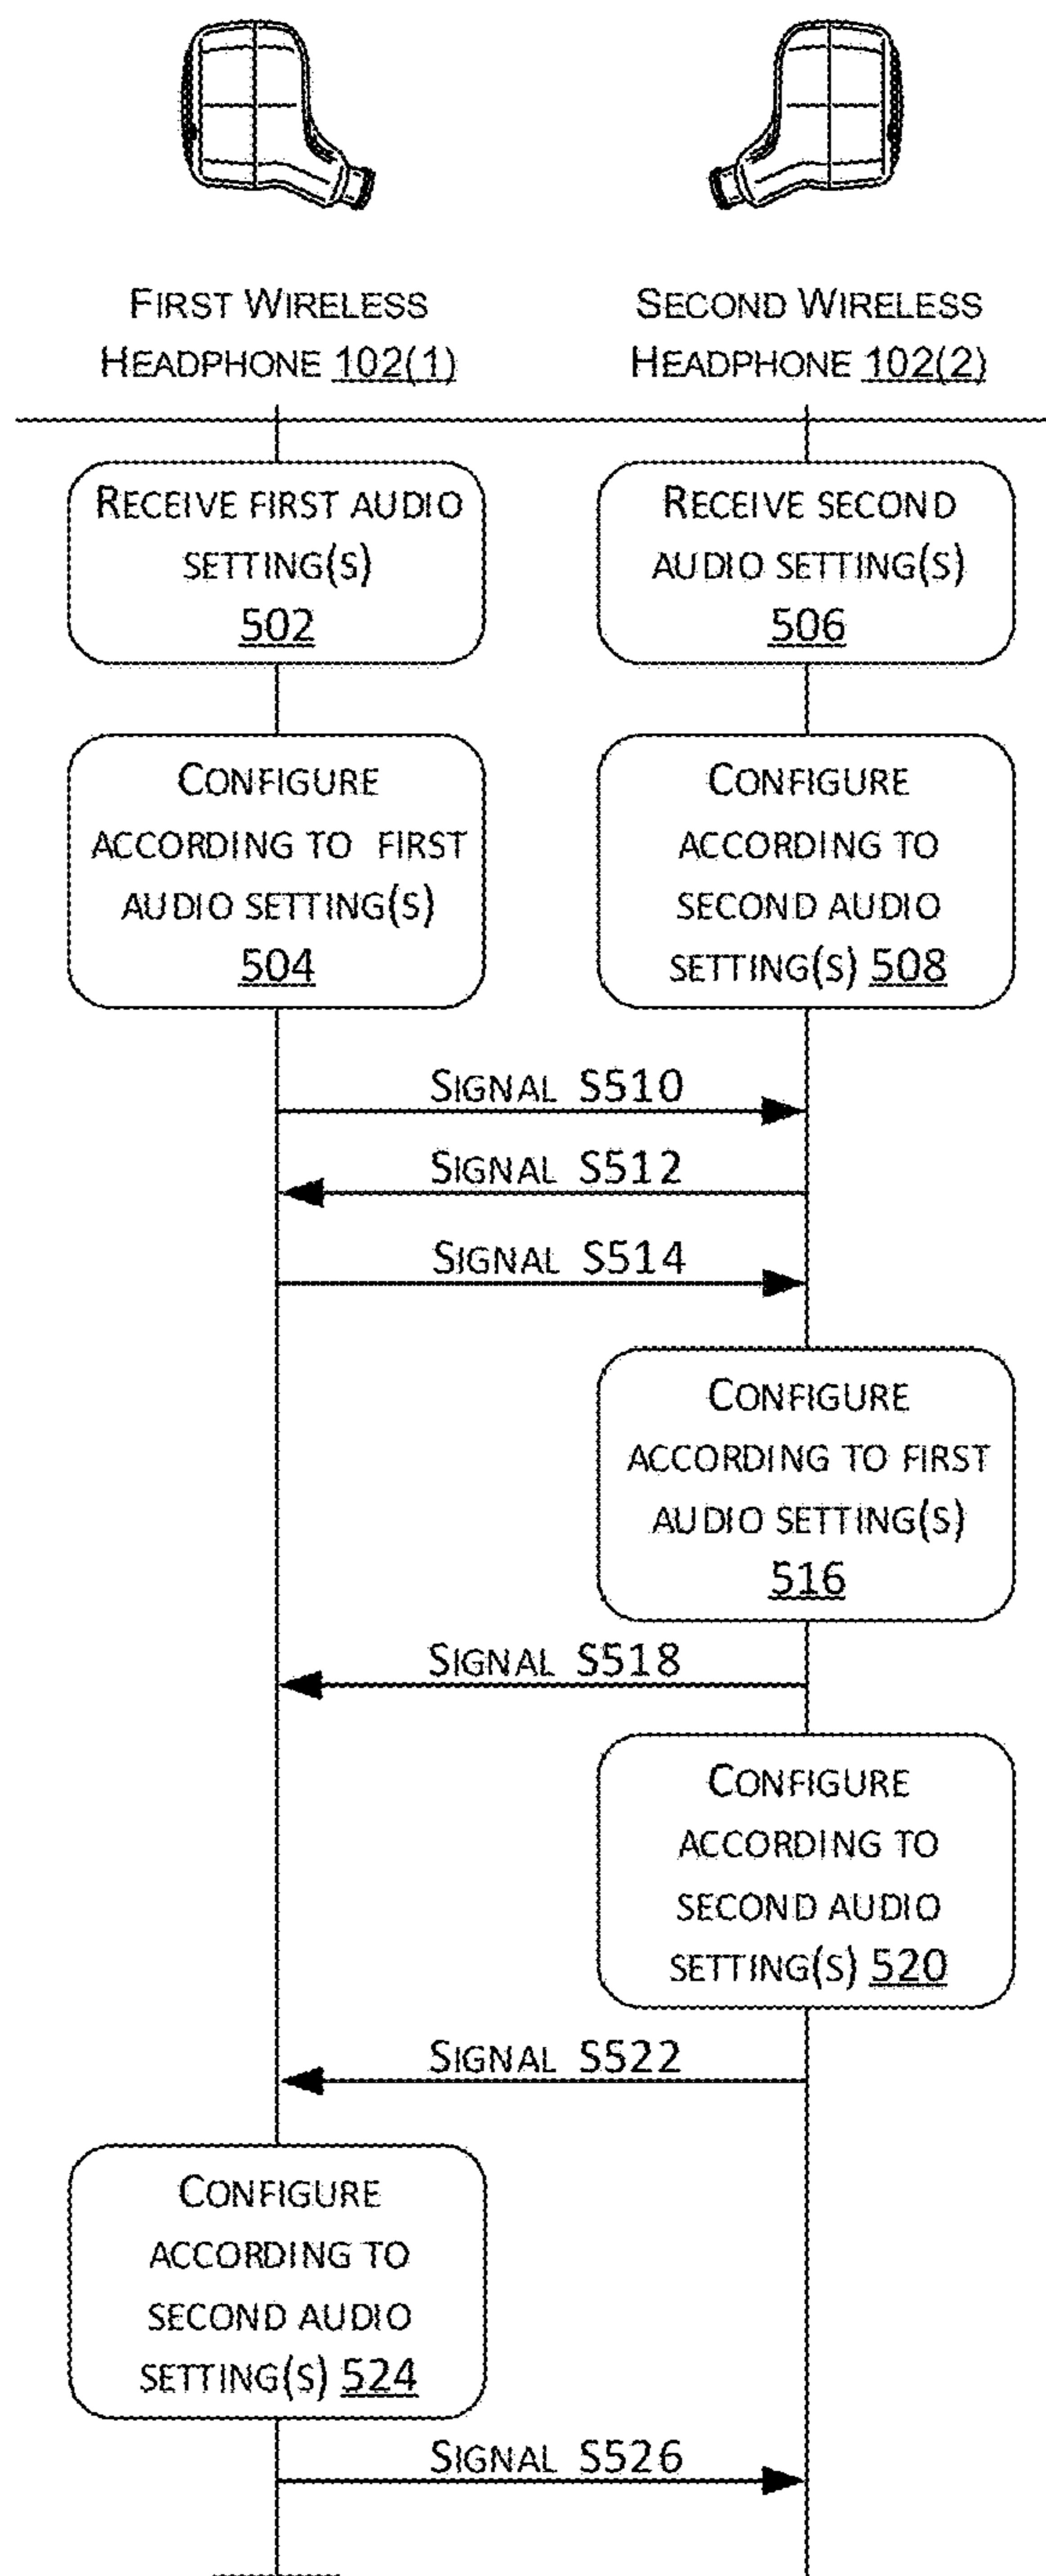 First Wireless
Headphone 102(1)
Second Wireless
Headphone 102(2)
Receive first audio
setting(s)
502
Receive second
audio setting(s)
506
Configure
according to first
audio setting(s)
504
Configure
according to
second audio
setting(s) 508
Signal S510
Signal S512
Signal S514
Configure
according to first
audio setting(s)
516
Signal S518
Configure
according to
second audio
setting(s) 520
Signal S522
Configure
according to
second audio
setting(s) 524
Signal S526